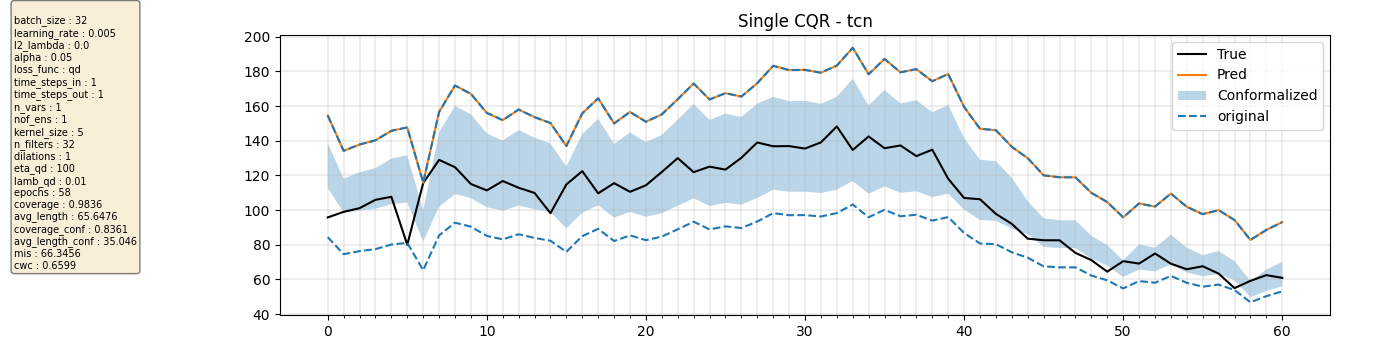 batch_size : 32
learning_rate : 0.005
l2_lambda : 0.0
alpha : 0.05
loss_func : qd
time_steps_in : 1
time_steps_out : 1
n_vars : 1
nof_ens : 1
kernel_size : 5
n_filters : 32
dilations : 1
eta_qd : 100
lamb_qd : 0.01
epochs : 58
coverage : 0.9836
avg_length : 65.6476
coverage_conf : 0.8361
avg_length_conf : 35.046
mis : 66.3456
cwc : 0.6599
Single CQR - tcn
200
180
160
140
120
100
80
60
40
0 10 20 30 40 50 60
True
Pred
Conformalized
original